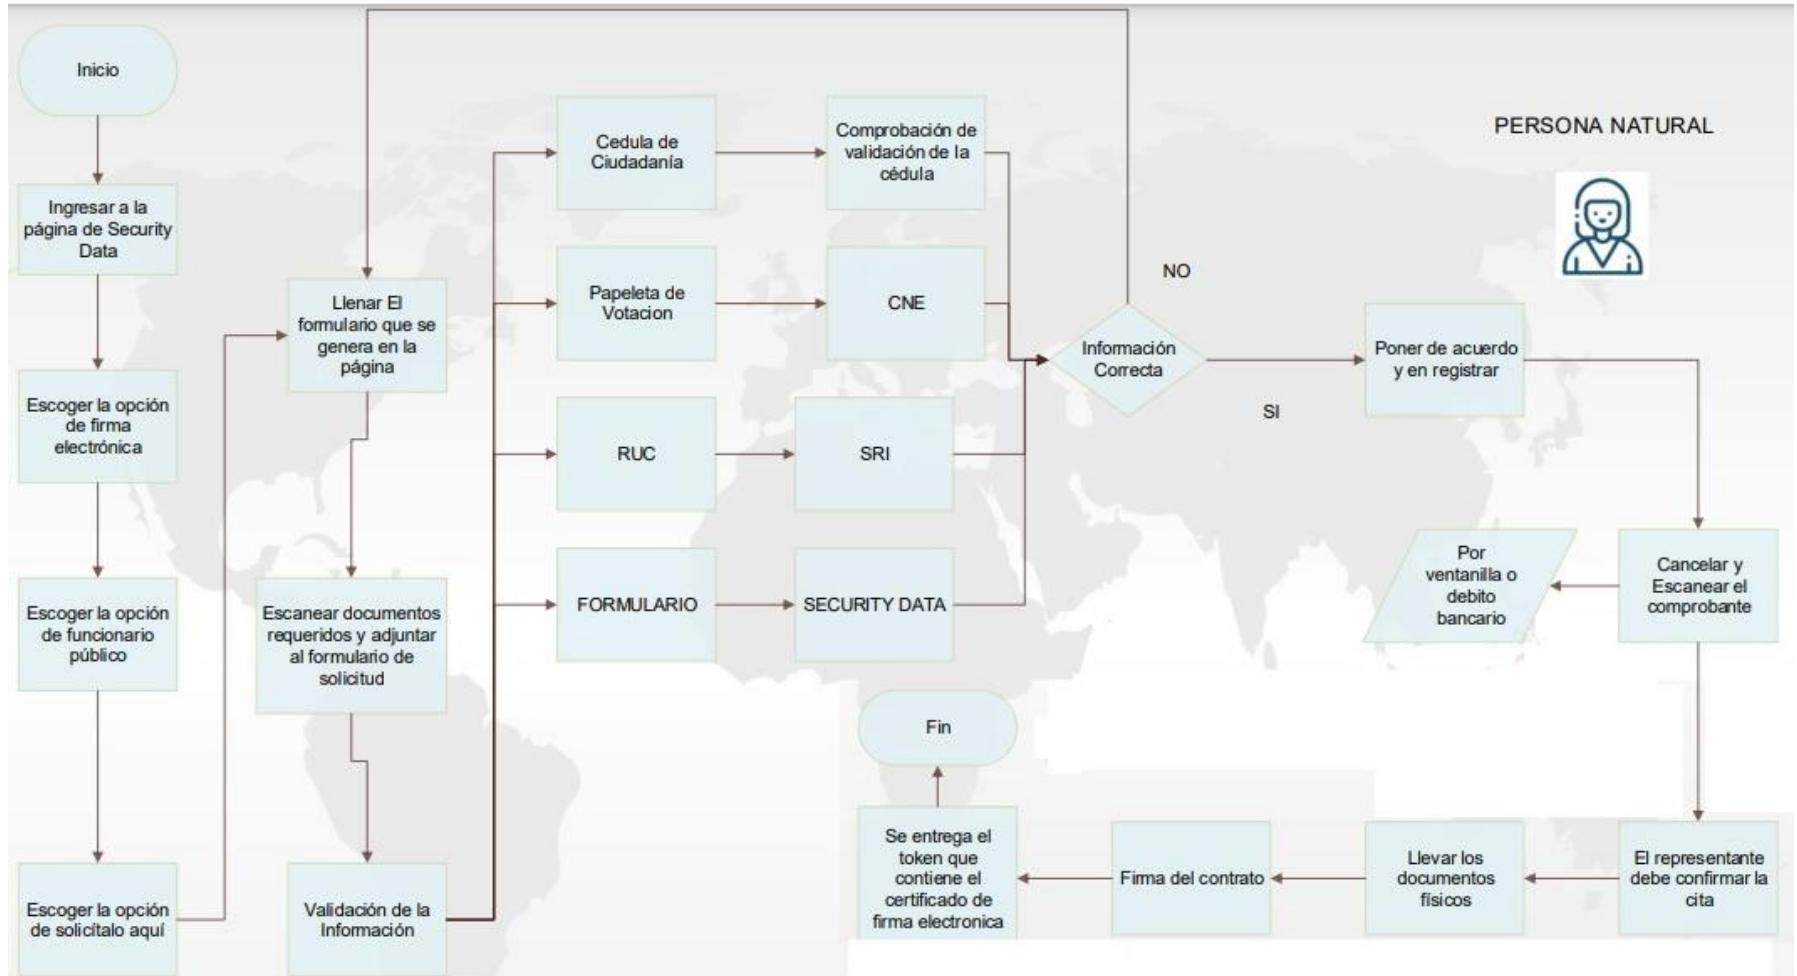 Inicio
Ingresar a la
página de Security
Data
Escoger la opción
de firma
electrónica
Escoger la opción
de funcionario
público
Escoger la opción
de solicítalo aquí
Llenar El
formulario que se
genera en la
página
Escanear documentos
requeridos y adjuntar
al formulario de
solicitud
Validación de la
Información
Cedula de
Ciudadanía
Comprobación de
validación de la
cédula
Papeleta de
Votacion
CNE
RUC
SRI
FORMULARIO
SECURITY DATA
Información
Correcta
NO
SI
PERSONA NATURAL
Poner de acuerdo
y en registrar
Cancelar y
Escanear el
comprobante
Por
ventanilla o
debito
bancario
El representante
debe confirmar la
cita
Llevar los
documentos
físicos
Firma del contrato
Se entrega el
token que
contiene el
certificado de
firma electronica
Fin